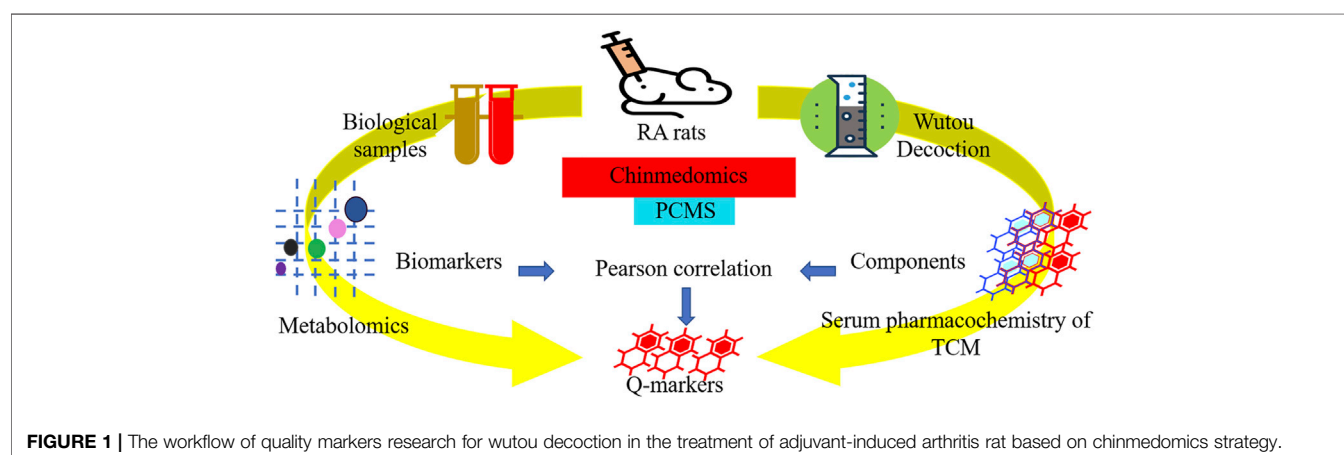 RA rats
Biological
samples
Wutou
Decoction
Chinmedomics
PCMS
Biomarkers
Pearson correlation
Components
Metabolomics
Serum pharmacochemistry of
TCM
Q-markers
FIGURE 1 | The workflow of quality markers research for wutou decoction in the treatment of adjuvant-induced arthritis rat based on chinmedomics strategy.